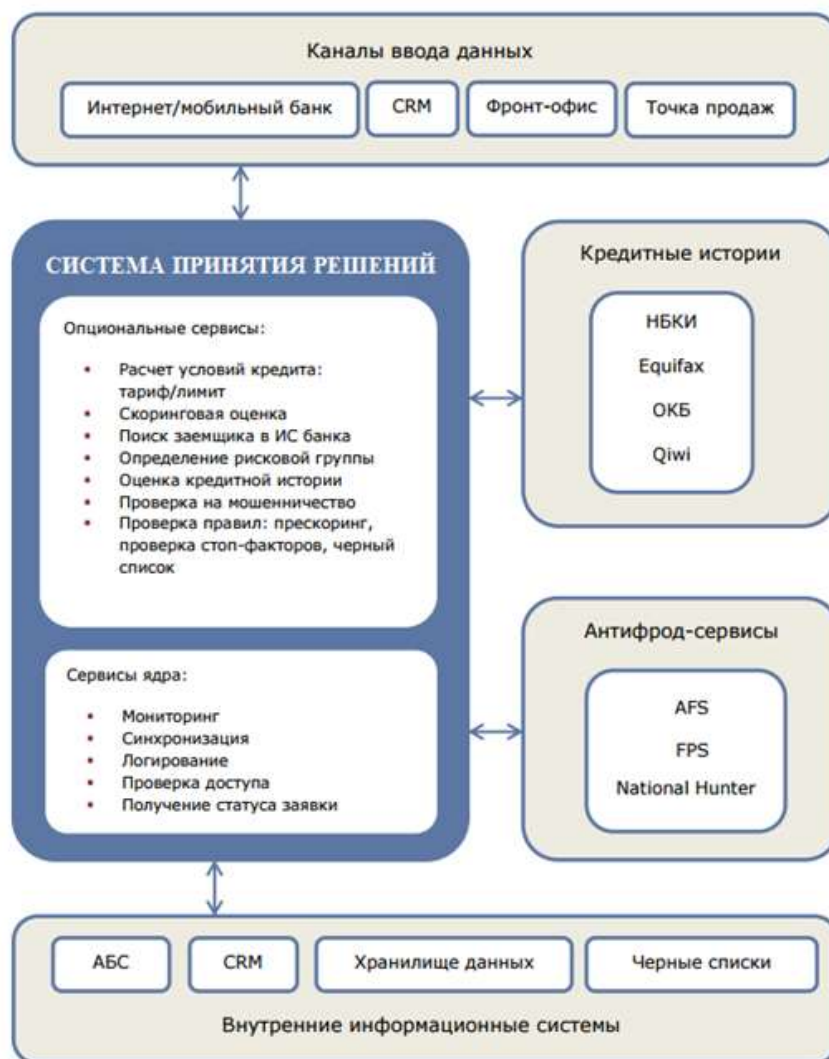 Каналы ввода данных
Интернет/мобильный банк
CRM
Фронт-офис
Точка продаж
СИСТЕМА ПРИНЯТИЯ РЕШЕНИЙ
Опциональные сервисы:
• Расчет условий кредита:
тариф/лимит
• Скоринговая оценка
• Поиск заемщика в ИС банка
• Определение рисковой группы
• Оценка кредитной истории
• Проверка на мошенничество
• Проверка правил: прескоринг,
проверка стоп-факторов, черный
список
Сервисы ядра:
• Мониторинг
• Синхронизация
• Логирование
• Проверка доступа
• Получение статуса заявки
Кредитные истории
НБКИ
Equifax
ОКБ
Qiwi
Антифрод-сервисы
AFS
FPS
National Hunter
АБС
CRM
Хранилище данных
Черные списки
Внутренние информационные системы